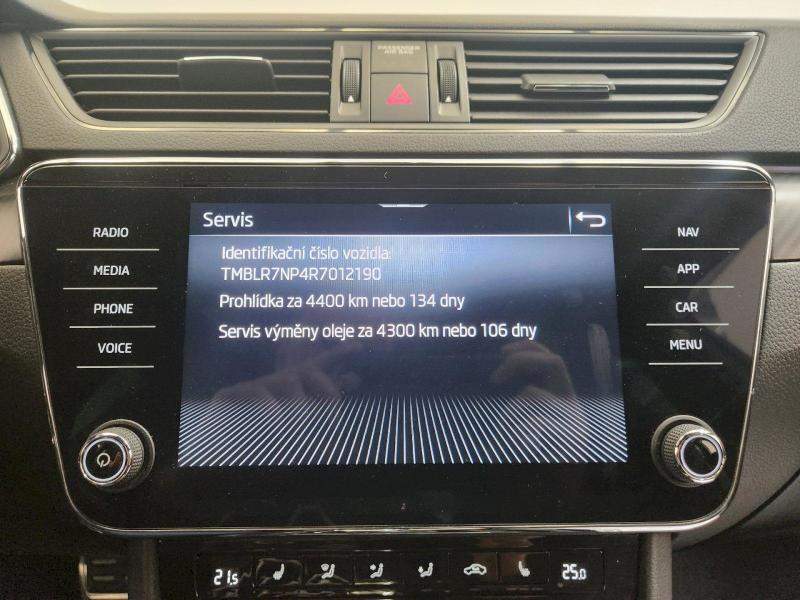 PASSENGER
AIR BAG
Servis
Identifikační číslo vozidla:
TMBLR7NP4R7012190
Prohlídka za 4400 km nebo 134 dny
Servis výměny oleje za 4300 km nebo 106 dny
RADIO
MEDIA
PHONE
VOICE
NAV
APP
CAR
MENU
21.5
25.0